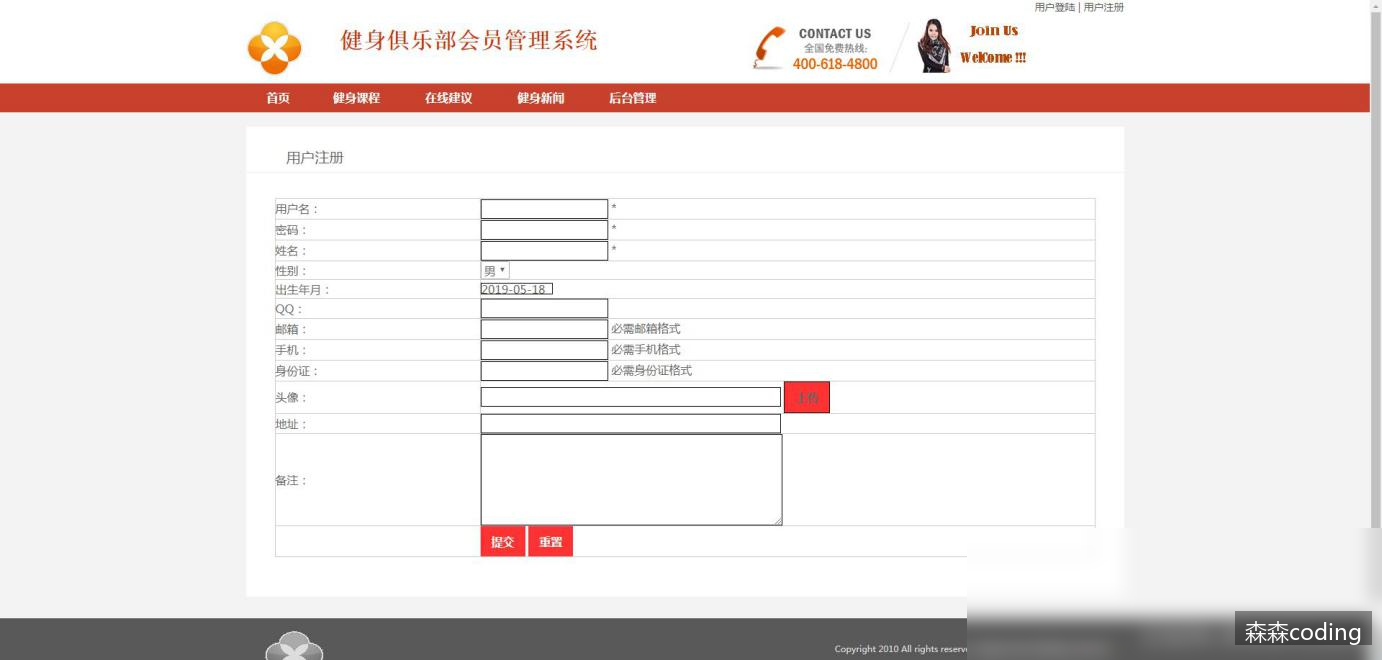 用户登陆 | 用户注册
健身俱乐部会员管理系统
CONTACT US
全国免费热线:
400-618-4800
Join Us
Welcome !!!
首页 健身课程 在线建议 健身新闻 后台管理
用户注册
用户名： *
密码： *
姓名： *
性别： 男
出生年月： 2019-05-18
QQ：
邮箱： 必需邮箱格式
手机： 必需手机格式
身份证： 必需身份证格式
头像： 上传
地址：
备注：
提交 重置
Copyright 2010 All rights reserve
森森coding